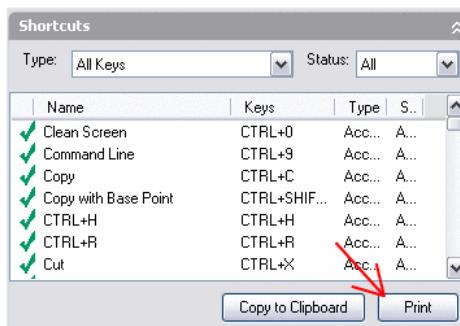 Shortcuts
Type: All Keys Status: All
Name Keys Type S..
Clean Screen CTRL+0 Acc... A...
Command Line CTRL+9 Acc... A...
Copy CTRL+C Acc... A...
Copy with Base Point CTRL+SHIF... Acc... A...
CTRL+H CTRL+H Acc... A...
CTRL+R CTRL+R Acc... A...
Cut CTRL+X Acc... A...
Copy to Clipboard Print